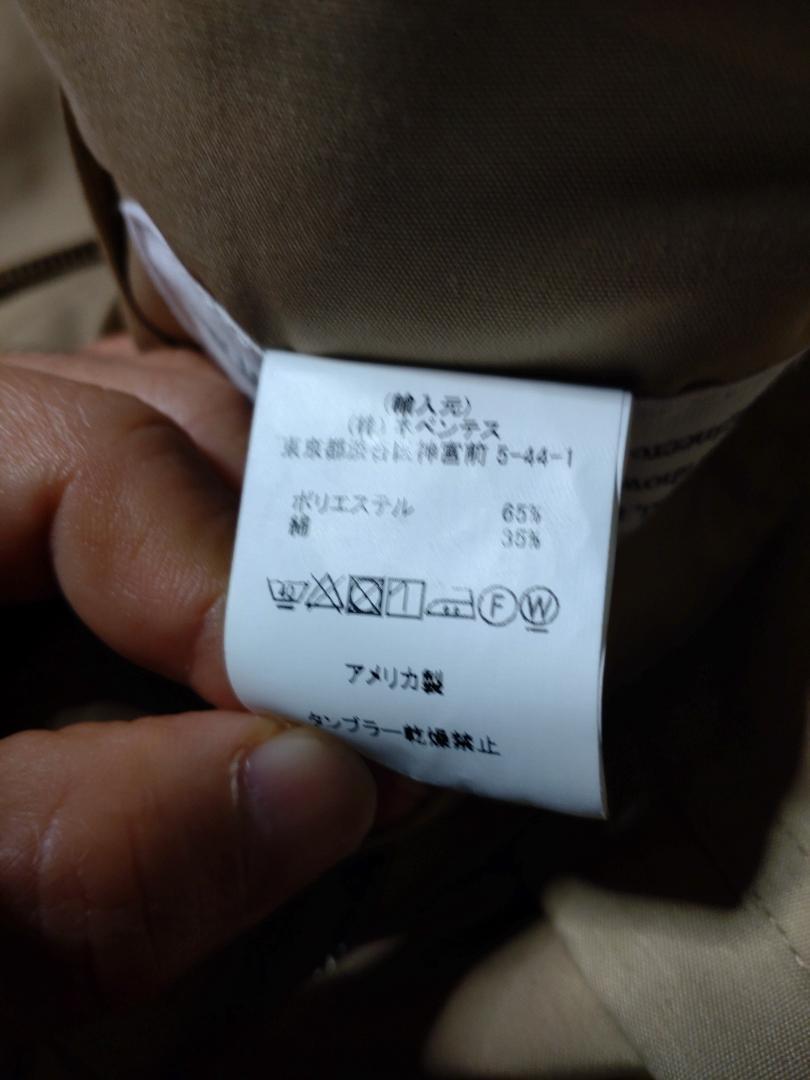 (輸入元)
(株) ネペンテス
東京都渋谷区神宮前 5-44-1
ポリエステル 65%
綿 35%
40
F W
アメリカ製
タンブラー乾燥禁止